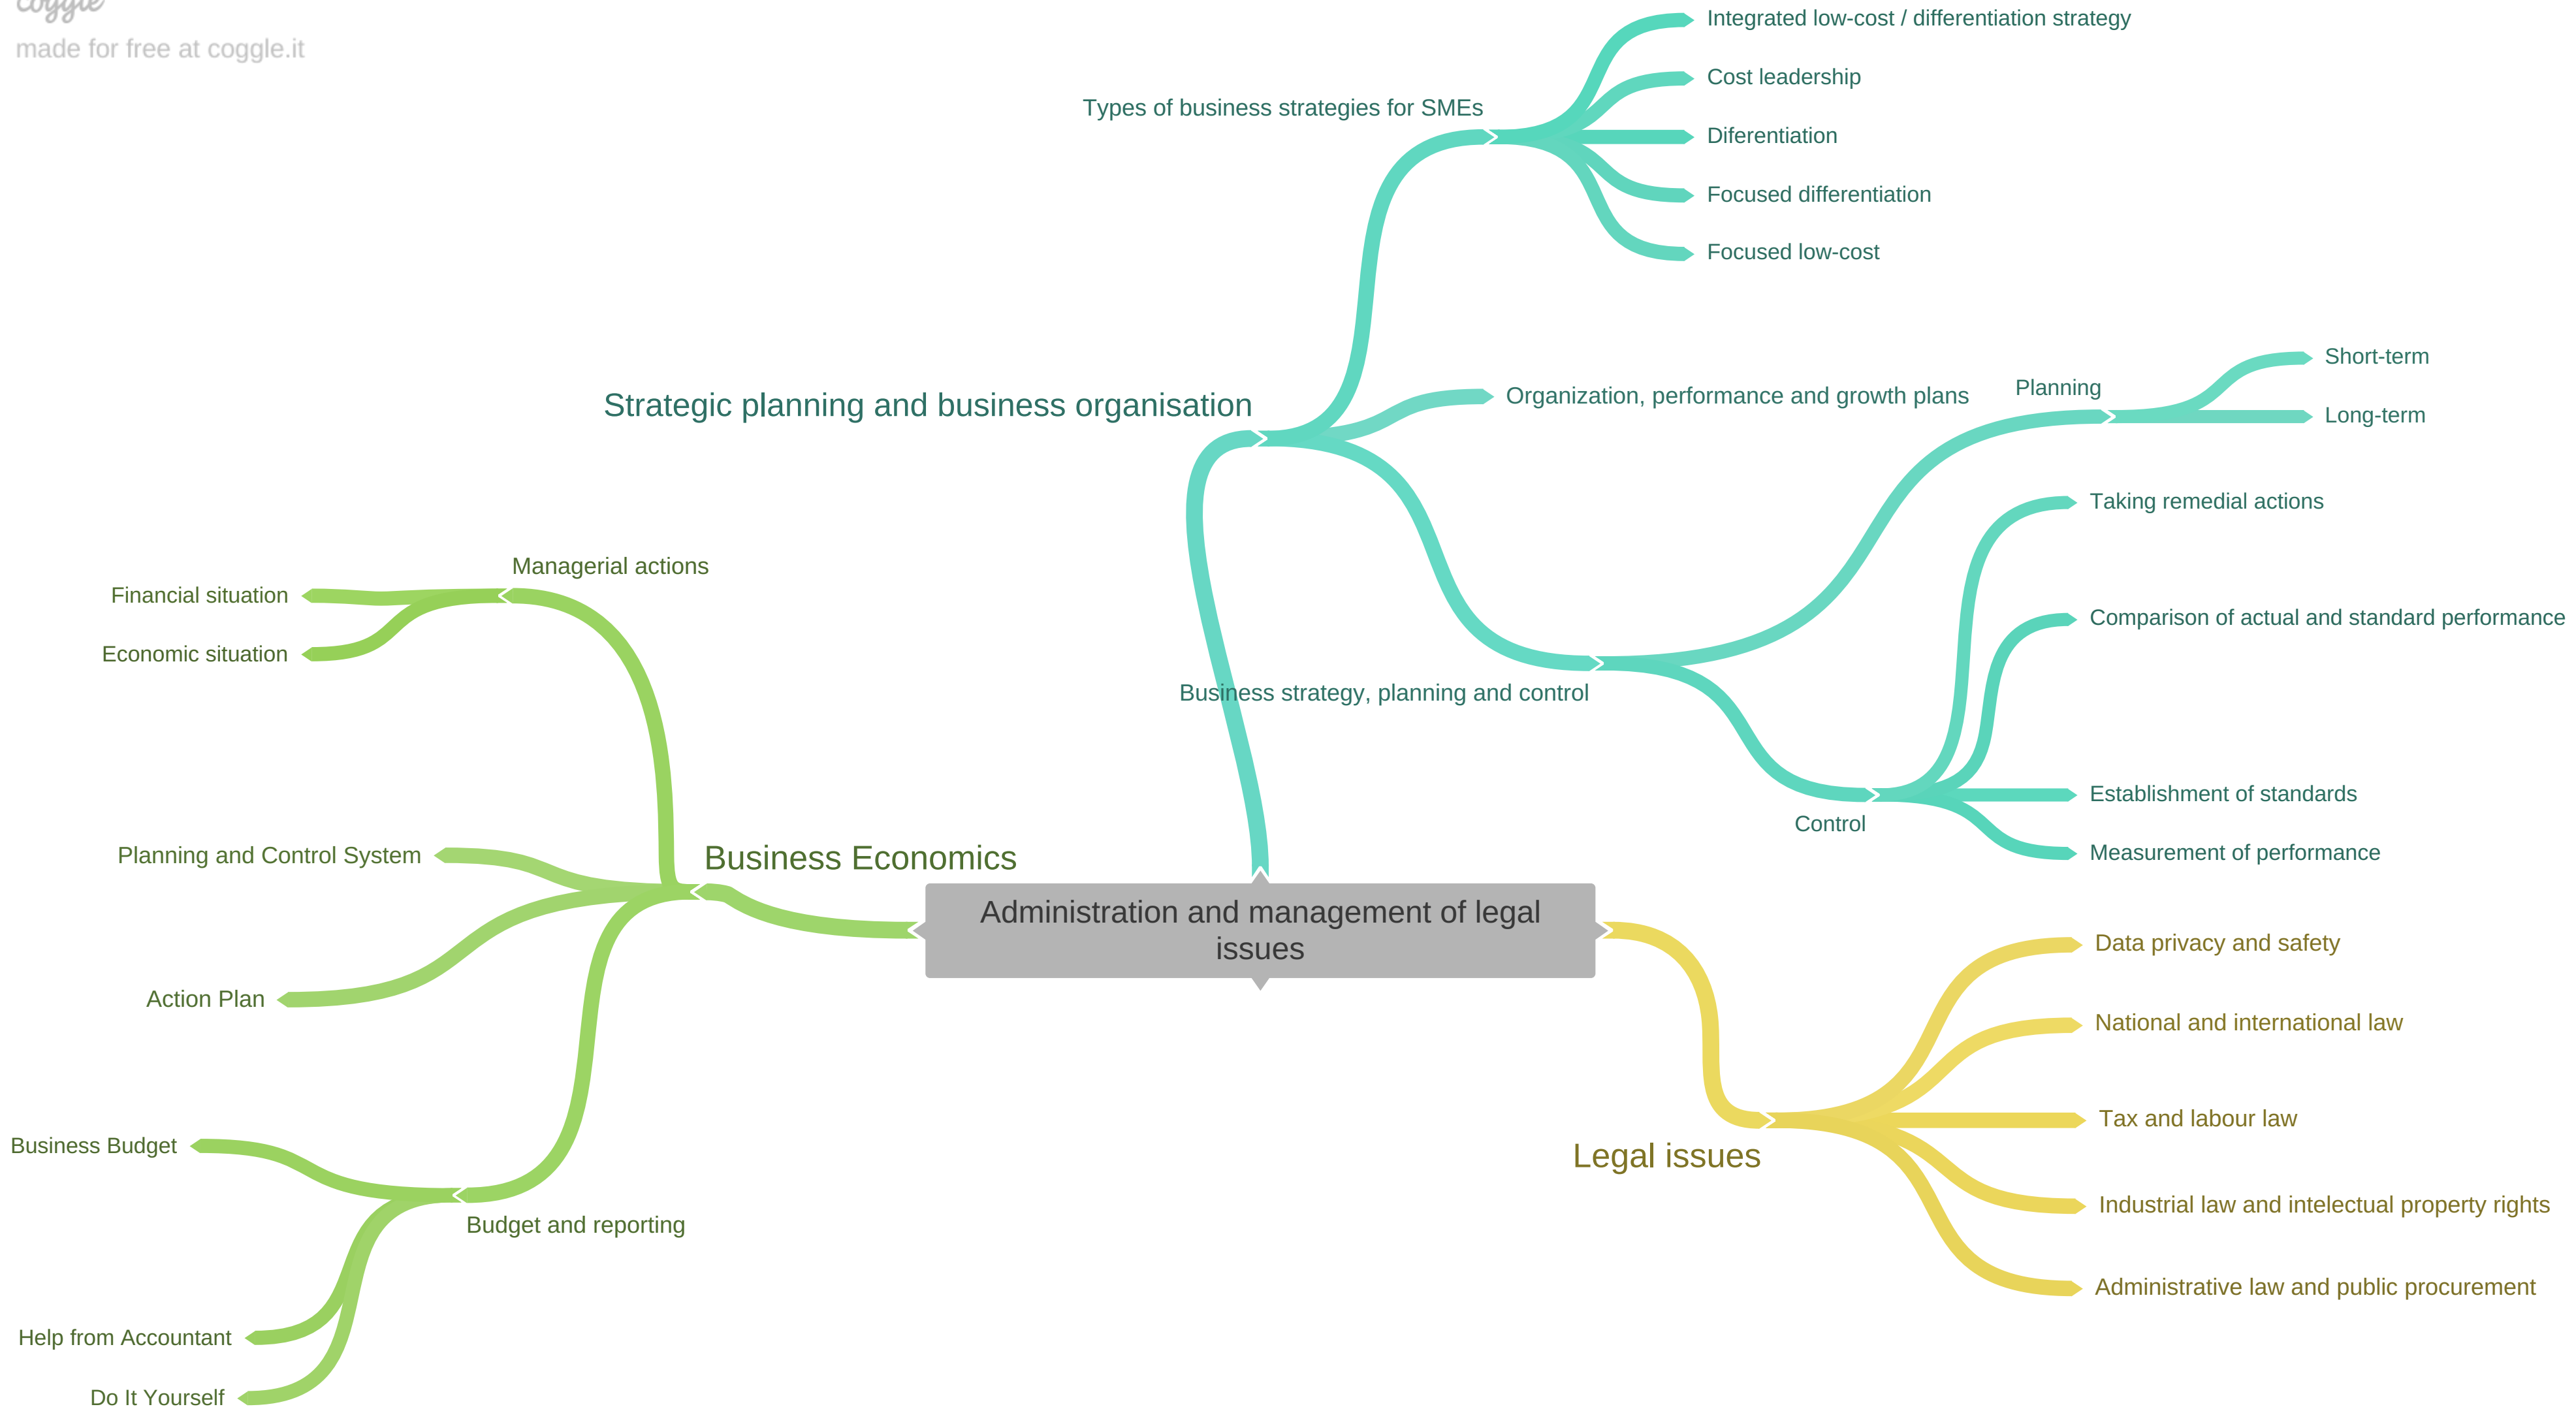 coggle
made for free at coggle.it
Integrated low-cost / differentiation strategy
Cost leadership
Types of business strategies for SMEs
Diferentiation
Focused differentiation
Focused low-cost
Strategic planning and business organisation
Organization, performance and growth plans
Planning
Short-term
Long-term
Taking remedial actions
Comparison of actual and standard performance
Business strategy, planning and control
Establishment of standards
Control
Measurement of performance
Managerial actions
Financial situation
Economic situation
Planning and Control System
Business Economics
Action Plan
Business Budget
Budget and reporting
Help from Accountant
Do It Yourself
Administration and management of legal
issues
Data privacy and safety
National and international law
Tax and labour law
Legal issues
Industrial law and intelectual property rights
Administrative law and public procurement